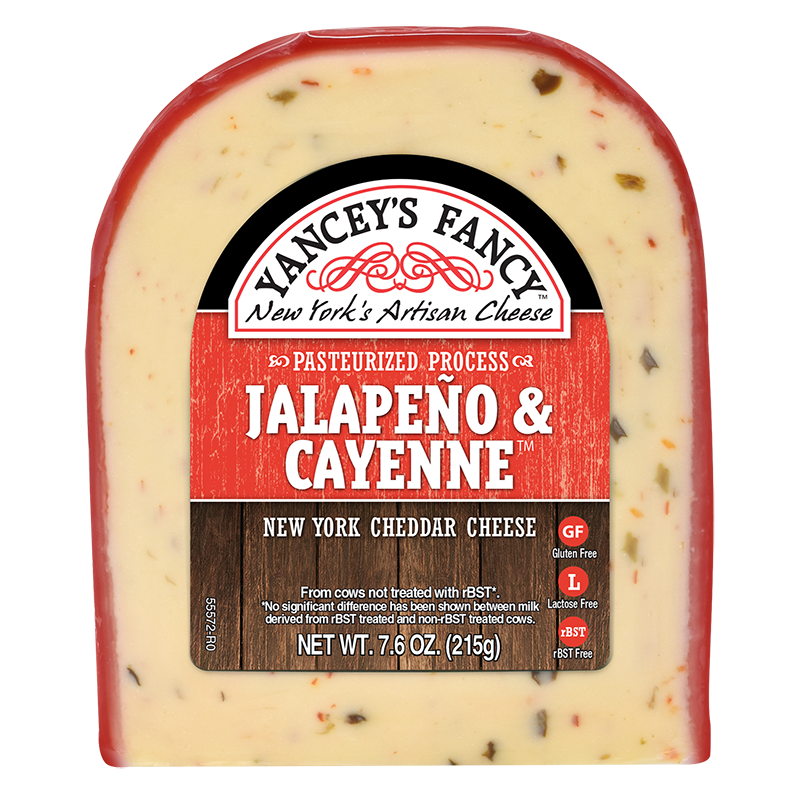 YANCEY'S FANCY™
New York's Artisan Cheese
PASTEURIZED PROCESS
JALAPEÑO &
CAYENNE™
NEW YORK CHEDDAR CHEESE
GF
Gluten Free
L
Lactose Free
rBST
rBST Free
From cows not treated with rBST*.
*No significant difference has been shown between milk
derived from rBST treated and non-rBST treated cows.
NET WT. 7.6 OZ. (215g)
55572-R0